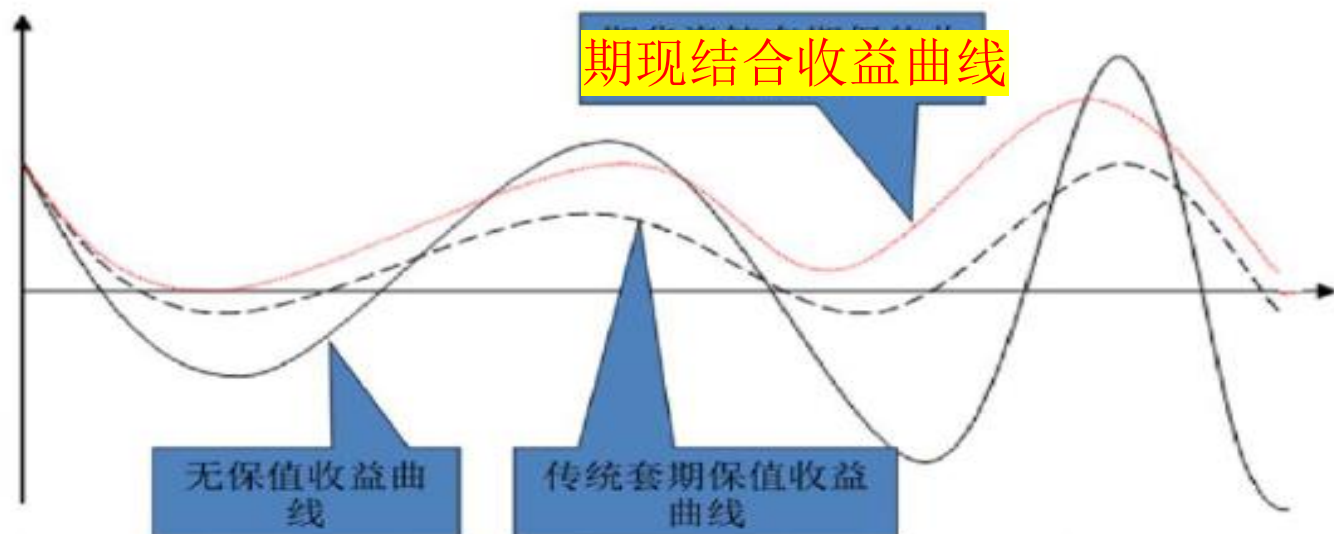 期现结合收益曲线
无保值收益曲
线
传统套期保值收益
曲线